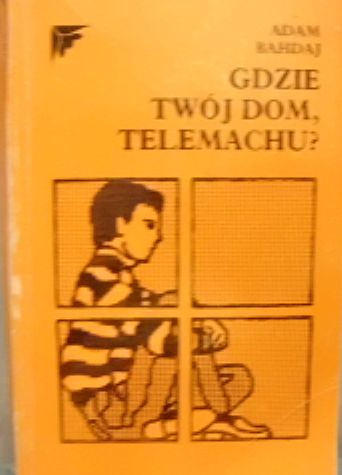 ADAM
BAHDAJ
GDZIE
TWÓJ DOM,
TELEMACHU?